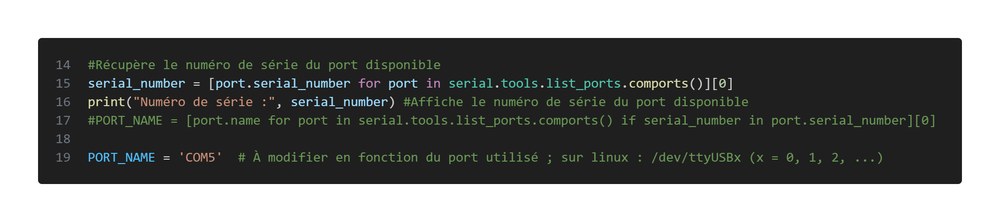 14 #Récupère le numéro de série du port disponible
15 serial_number = [port.serial_number for port in serial.tools.list_ports.comports()][0]
16 print("Numéro de série :", serial_number) #Affiche le numéro de série du port disponible
17 #PORT_NAME = [port.name for port in serial.tools.list_ports.comports() if serial_number in port.serial_number][0]
18
19 PORT_NAME = 'COM5'  # À modifier en fonction du port utilisé ; sur linux : /dev/ttyUSBx (x = 0, 1, 2, ...)